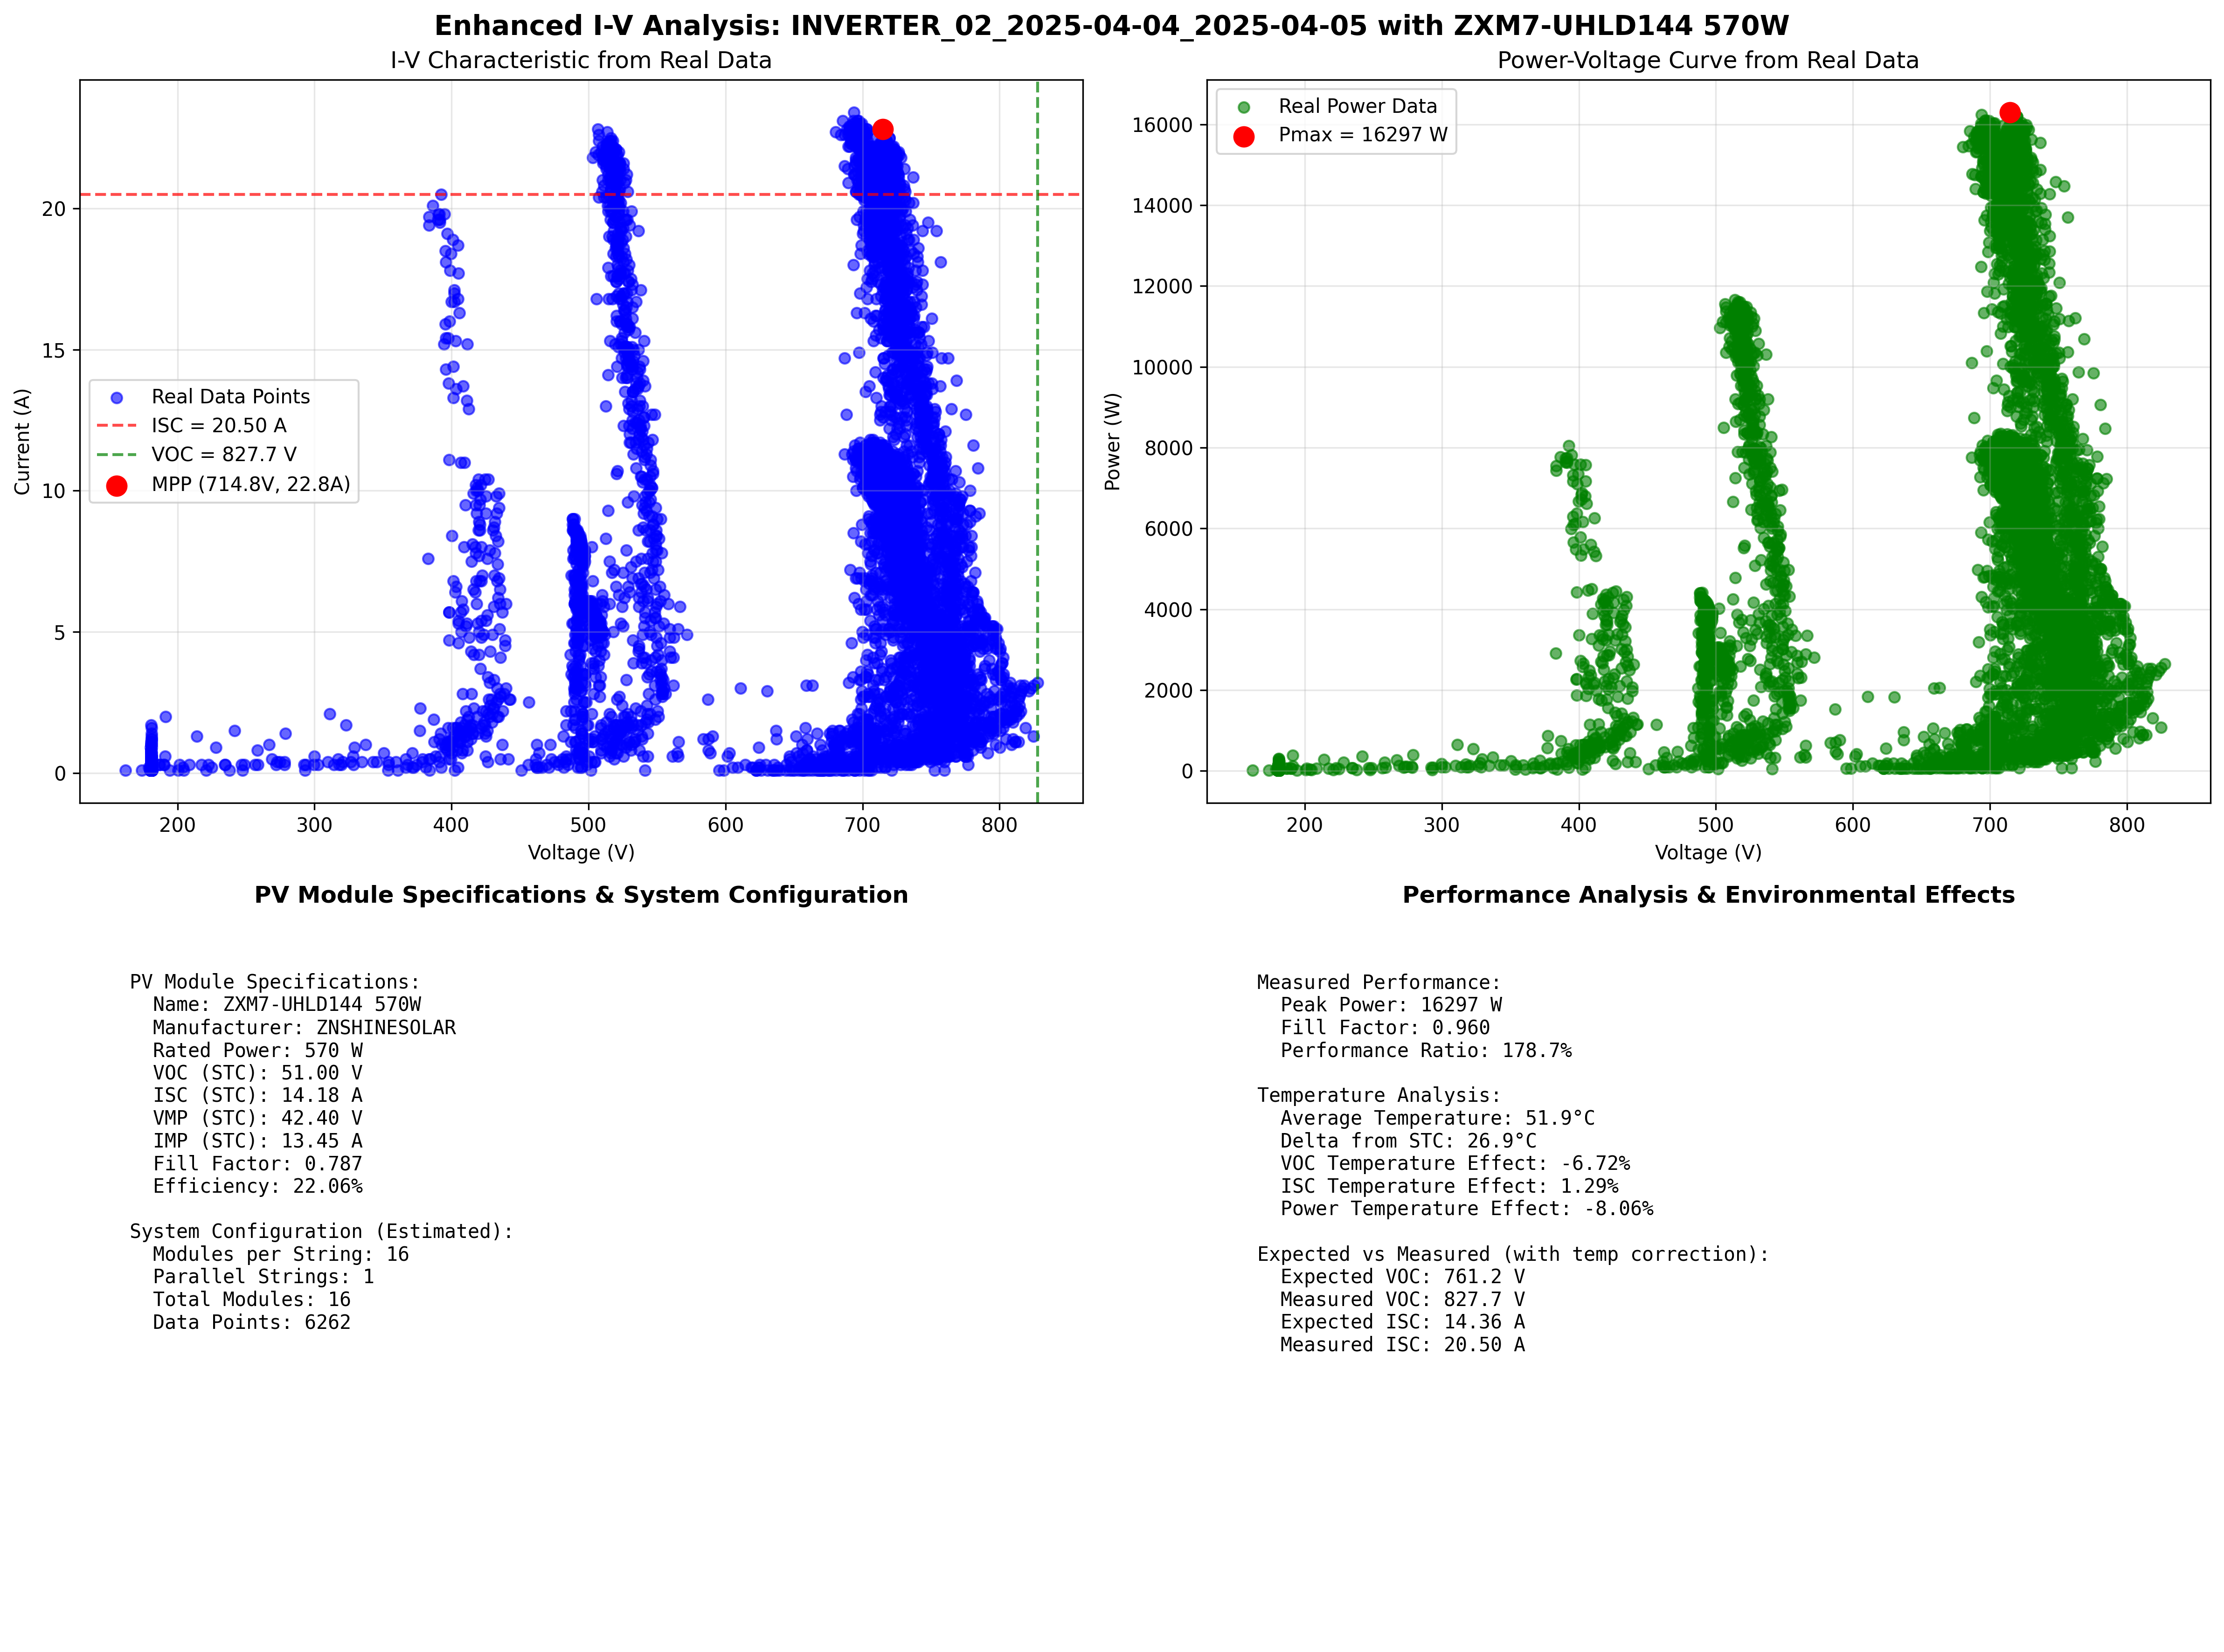 Enhanced I-V Analysis: INVERTER_02_2025-04-04_2025-04-05 with ZXM7-UHLD144 570W
I-V Characteristic from Real Data
Current (A)
20
15
10
5
0
Real Data Points
ISC = 20.50 A
VOC = 827.7 V
MPP (714.8V, 22.8A)
200 300 400 500 600 700 800
Voltage (V)
Power-Voltage Curve from Real Data
Power (W)
16000
14000
12000
10000
8000
6000
4000
2000
0
Real Power Data
Pmax = 16297 W
200 300 400 500 600 700 800
Voltage (V)
PV Module Specifications & System Configuration
PV Module Specifications:
Name: ZXM7-UHLD144 570W
Manufacturer: ZNSHINESOLAR
Rated Power: 570 W
VOC (STC): 51.00 V
ISC (STC): 14.18 A
VMP (STC): 42.40 V
IMP (STC): 13.45 A
Fill Factor: 0.787
Efficiency: 22.06%
System Configuration (Estimated):
Modules per String: 16
Parallel Strings: 1
Total Modules: 16
Data Points: 6262
Performance Analysis & Environmental Effects
Measured Performance:
Peak Power: 16297 W
Fill Factor: 0.960
Performance Ratio: 178.7%
Temperature Analysis:
Average Temperature: 51.9°C
Delta from STC: 26.9°C
VOC Temperature Effect: -6.72%
ISC Temperature Effect: 1.29%
Power Temperature Effect: -8.06%
Expected vs Measured (with temp correction):
Expected VOC: 761.2 V
Measured VOC: 827.7 V
Expected ISC: 14.36 A
Measured ISC: 20.50 A